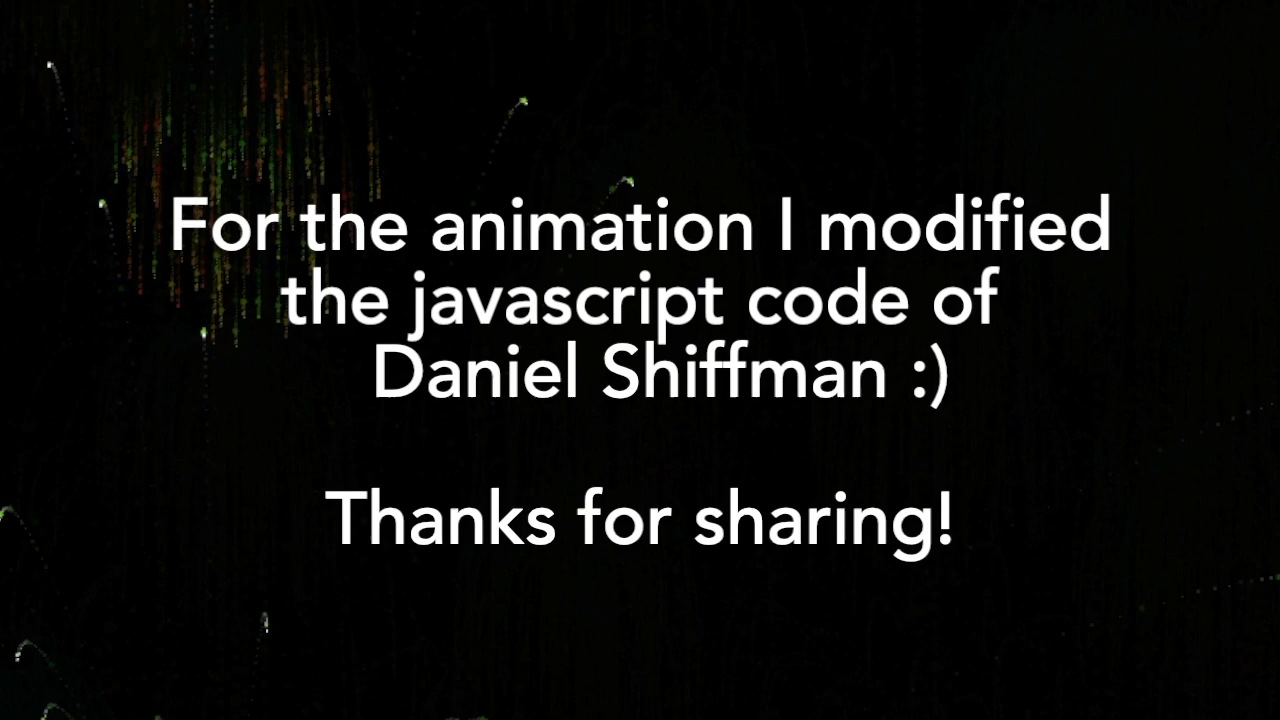 For the animation I modified
the javascript code of
Daniel Shiffman :)
Thanks for sharing!